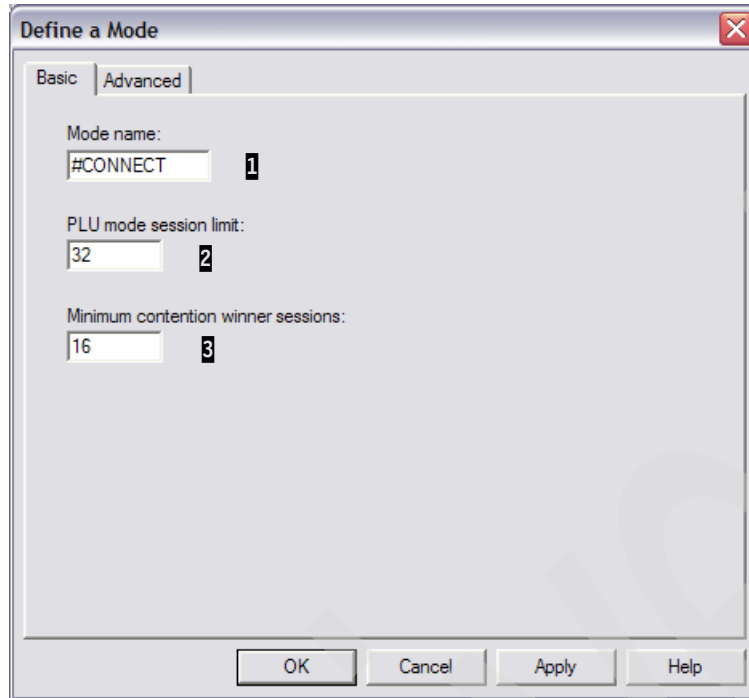 Define a Mode
Basic Advanced
Mode name:
#CONNECT 1
PLU mode session limit:
32 2
Minimum contention winner sessions:
16 3
OK Cancel Apply Help